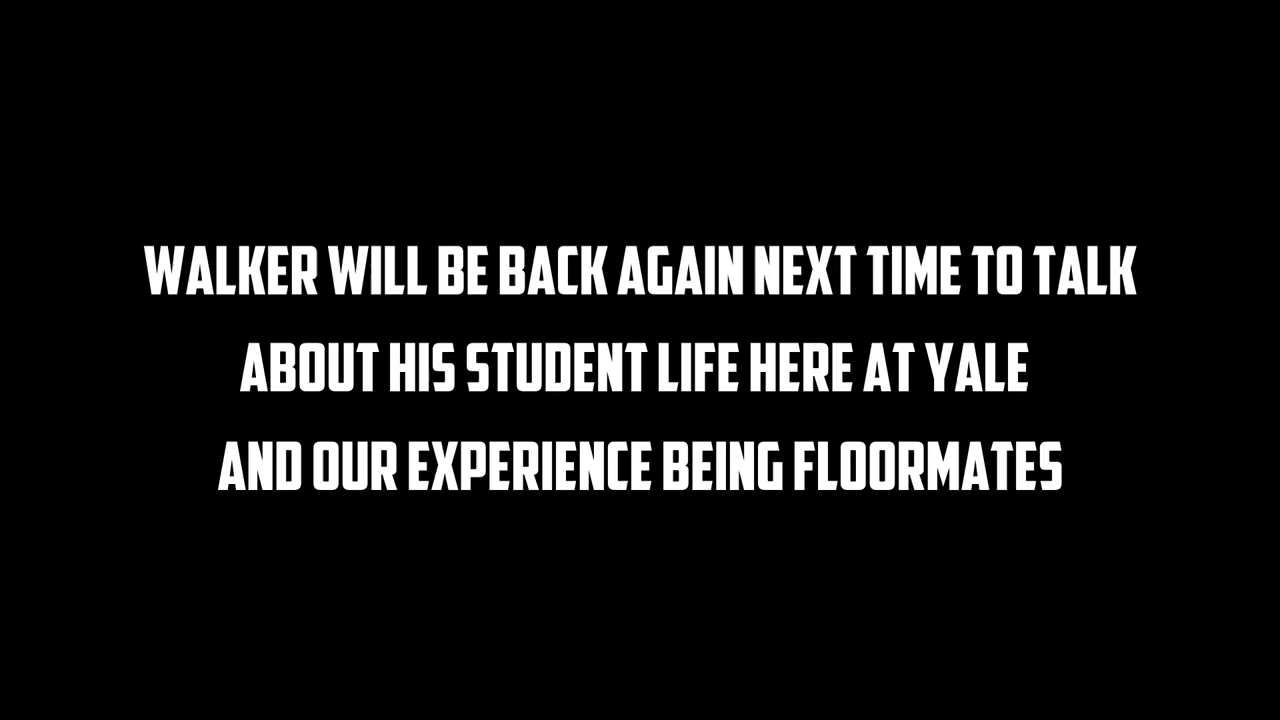 WALKER WILL BE BACK AGAIN NEXT TIME TO TALK
ABOUT HIS STUDENT LIFE HERE AT YALE
AND OUR EXPERIENCE BEING FLOORMATES